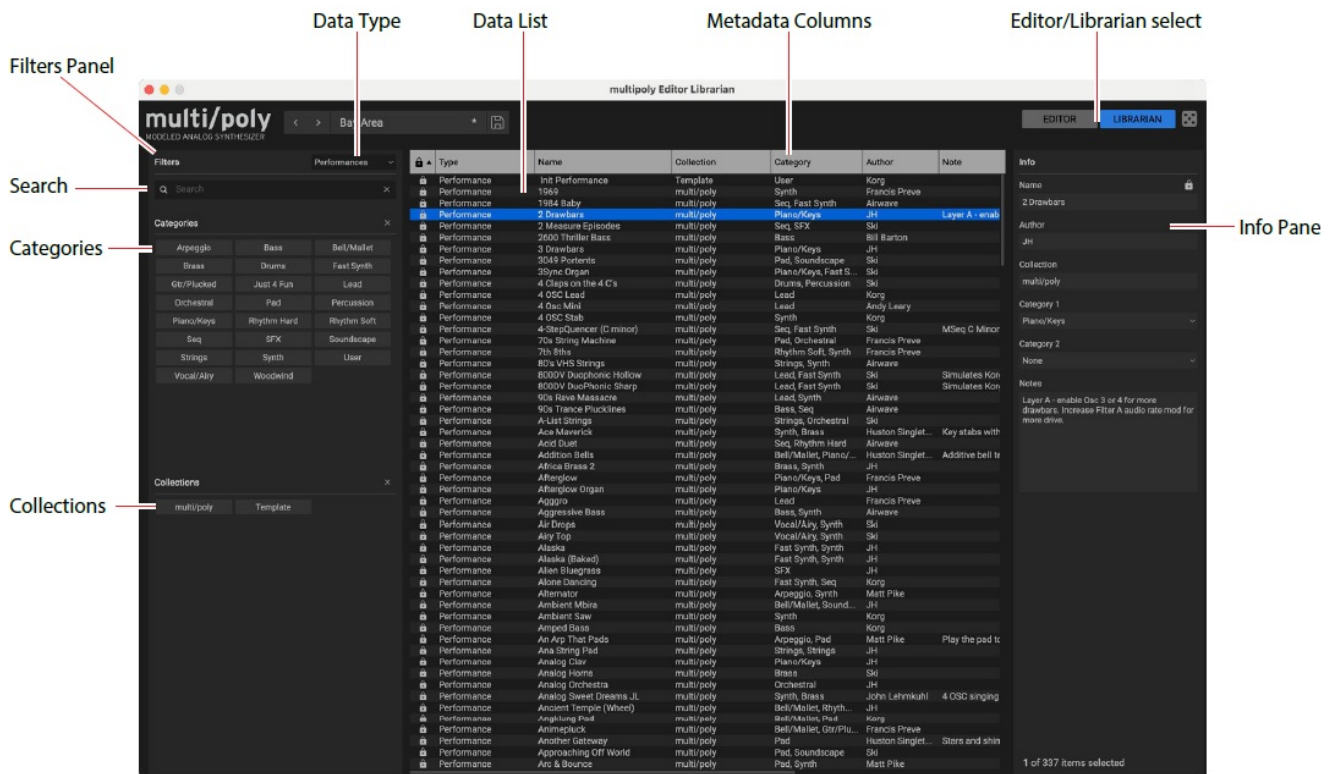 Data Type Data List Metadata Columns Editor/Librarian select
Filters Panel
multipoly Editor Librarian
multi/poly
MODELED ANALOG SYNTHESIZER
< > Bay Area *
EDITOR LIBRARIAN
Filters Performances
Type Name Collection Category Author Note
Info
Search
Search
Categories
Categories
Arpeggio Bass Bell/Mallet
Brass Drums Fast Synth
Gtr/Plucked Just 4 Fun Lead
Orchestral Pad Percussion
Piano/Keys Rhythm Hard Rhythm Soft
Seq SFX Soundscape
Strings Synth User
Vocal/Airy Woodwind
Collections
Collections
multi/poly Template
Performance Init Performance Template User Korg
Performance 1969 multi/poly Synth Francis Preve
Performance 1984 Baby multi/poly Seq, Fast Synth Airwave
Performance 2 Drawbars multi/poly Piano/Keys JH Layer A - enab
Performance 2 Measure Episodes multi/poly Seq, SFX Ski
Performance 2600 Thriller Bass multi/poly Bass Bill Barton
Performance 3 Drawbars multi/poly Piano/Keys JH
Performance 3049 Portents multi/poly Pad, Soundscape Ski
Performance 3Sync Organ multi/poly Piano/Keys, Fast S... Ski
Performance 4 Claps on the 4 C's multi/poly Drums, Percussion Ski
Performance 4 OSC Lead multi/poly Lead Korg
Performance 4 Osc Mini multi/poly Lead Andy Leary
Performance 4 OSC Stab multi/poly Synth Korg
Performance 4-StepQuencer (C minor) multi/poly Seq, Fast Synth Ski MSeq C Minor
Performance 70s String Machine multi/poly Pad, Orchestral Francis Preve
Performance 7th 8ths multi/poly Rhythm Soft, Synth Francis Preve
Performance 80's VHS Strings multi/poly Strings, Synth Airwave
Performance 800DV Duophonic Hollow multi/poly Lead, Fast Synth Ski Simulates Kor
Performance 800DV DuoPhonic Sharp multi/poly Lead, Fast Synth Ski Simulates Kor
Performance 90s Rave Massacre multi/poly Lead, Synth Airwave
Performance 90s Trance Plucklines multi/poly Bass, Seq Airwave
Performance A-List Strings multi/poly Strings, Orchestral Ski
Performance Ace Maverick multi/poly Synth, Brass Huston Singlet... Key stabs with
Performance Acid Duet multi/poly Seq, Rhythm Hard Airwave
Performance Addition Bells multi/poly Bell/Mallet, Piano/... Huston Singlet... Additive bell te
Performance Africa Brass 2 multi/poly Brass, Synth JH
Performance Afterglow multi/poly Piano/Keys, Pad Francis Preve
Performance Afterglow Organ multi/poly Piano/Keys JH
Performance Agggro multi/poly Lead Francis Preve
Performance Aggressive Bass multi/poly Bass, Synth Airwave
Performance Air Drops multi/poly Vocal/Airy, Synth Ski
Performance Airy Top multi/poly Vocal/Airy, Synth Ski
Performance Alaska multi/poly Fast Synth, Synth JH
Performance Alaska (Baked) multi/poly Fast Synth, Synth JH
Performance Alien Bluegrass multi/poly SFX JH
Performance Alone Dancing multi/poly Fast Synth, Seq Korg
Performance Alternator multi/poly Arpeggio, Synth Matt Pike
Performance Ambient Mbira multi/poly Bell/Mallet, Sound... JH
Performance Ambient Saw multi/poly Synth Korg
Performance Amped Bass multi/poly Bass Korg
Performance An Arp That Pads multi/poly Arpeggio, Pad Matt Pike Play the pad to
Performance Ana String Pad multi/poly Strings, Strings JH
Performance Analog Clav multi/poly Piano/Keys JH
Performance Analog Horns multi/poly Brass Ski
Performance Analog Orchestra multi/poly Orchestral JH
Performance Analog Sweet Dreams JL multi/poly Synth, Brass John Lehmkuhl 4 OSC singing
Performance Ancient Temple (Wheel) multi/poly Bell/Mallet, Rhyth... JH
Performance Angklung Pad multi/poly Bell/Mallet, Pad Korg
Performance Animepluck multi/poly Bell/Mallet, Gtr/Plu... Francis Preve
Performance Another Gateway multi/poly Pad Huston Singlet... Stars and shin
Performance Approaching Off World multi/poly Pad, Soundscape Ski
Performance Arc & Bounce multi/poly Pad, Synth Matt Pike
Name
2 Drawbars
Author
JH
Info Pane
Collection
multi/poly
Category 1
Piano/Keys
Category 2
None
Notes
Layer A - enable Osc 3 or 4 for more
drawbars. Increase Filter A audio rate mod for
more drive.
1 of 337 items selected